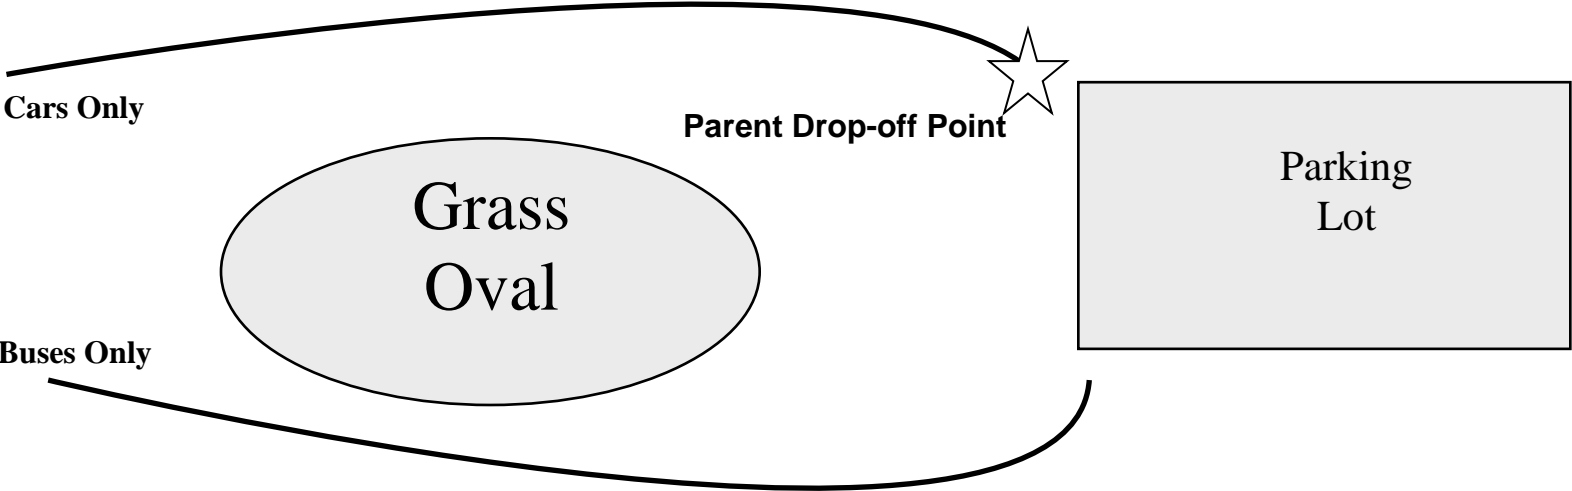 Cars Only
Parent Drop-off Point
Parking
Lot
Grass
Oval
Buses Only